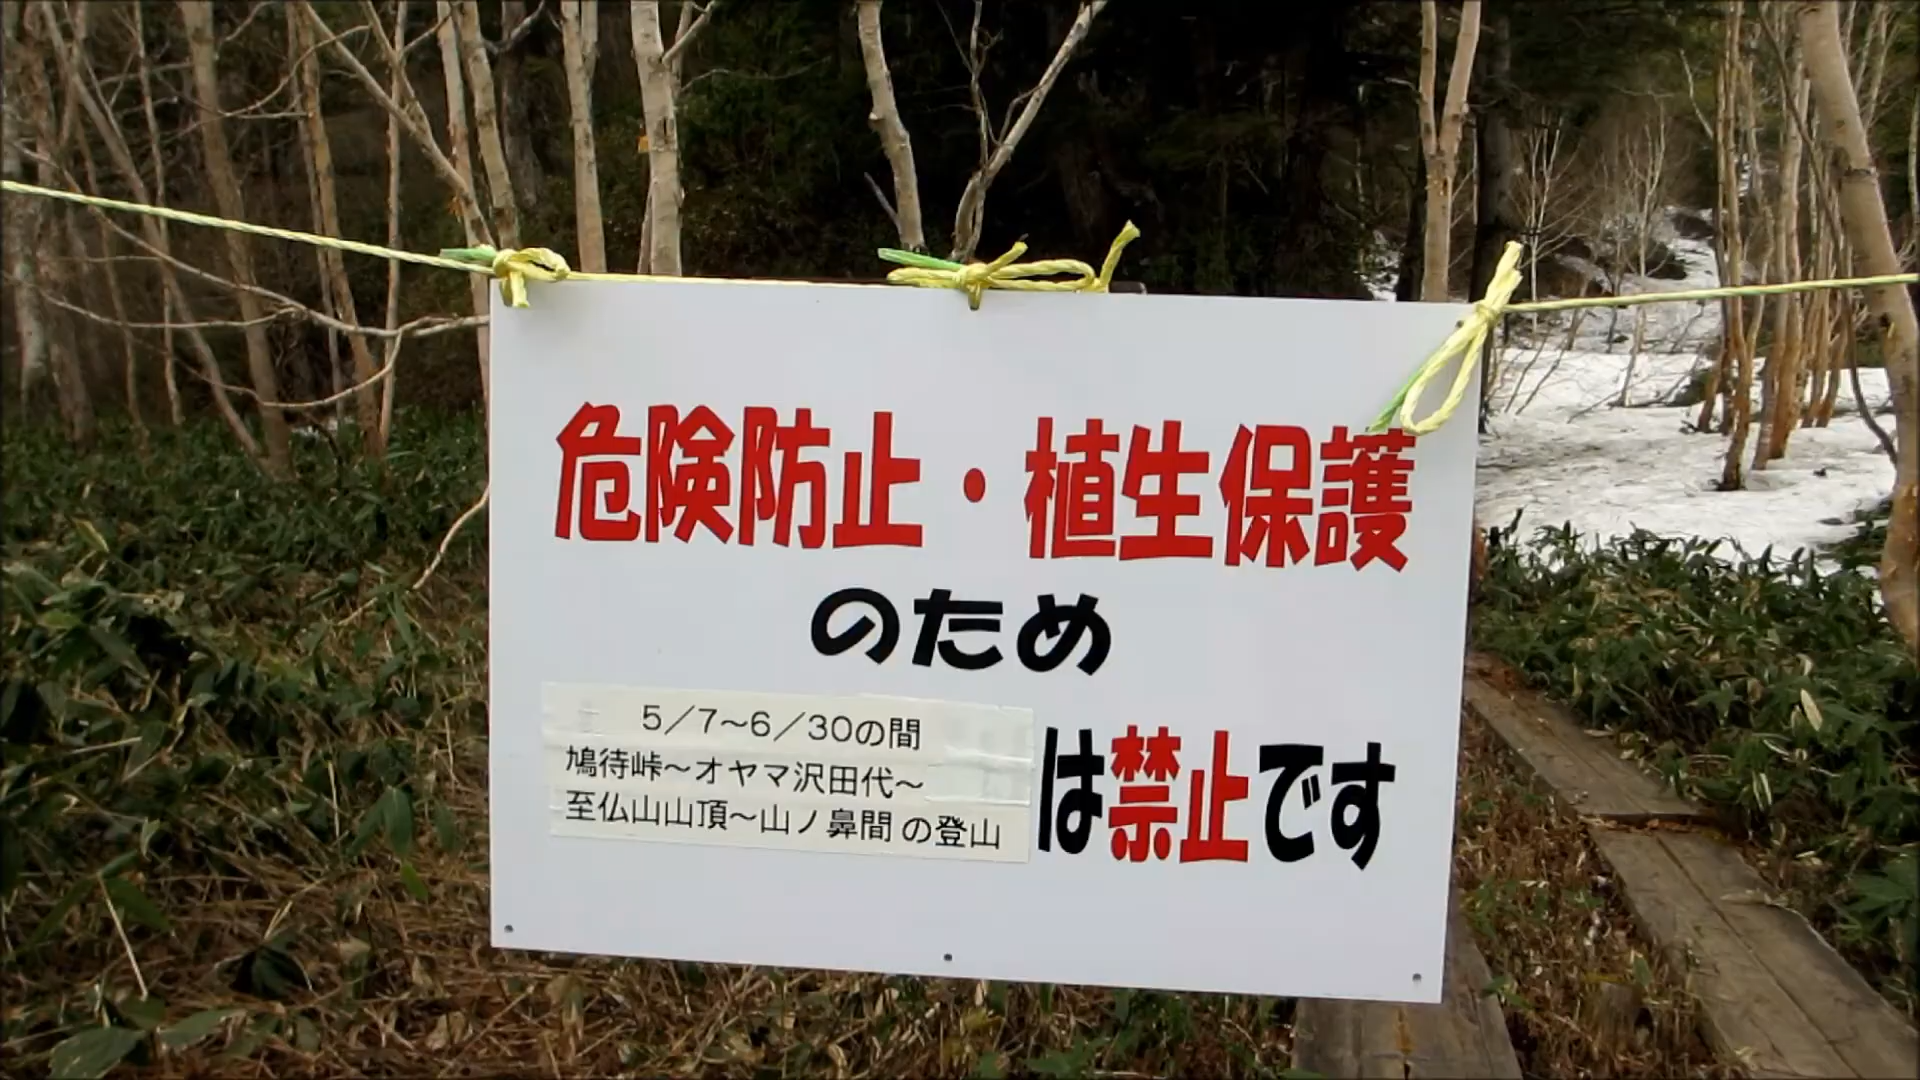 危険防止・植生保護
のため
5／7～6／30の間
鳩待峠～オヤマ沢田代～
至仏山山頂～山ノ鼻間 の登山
は禁止です